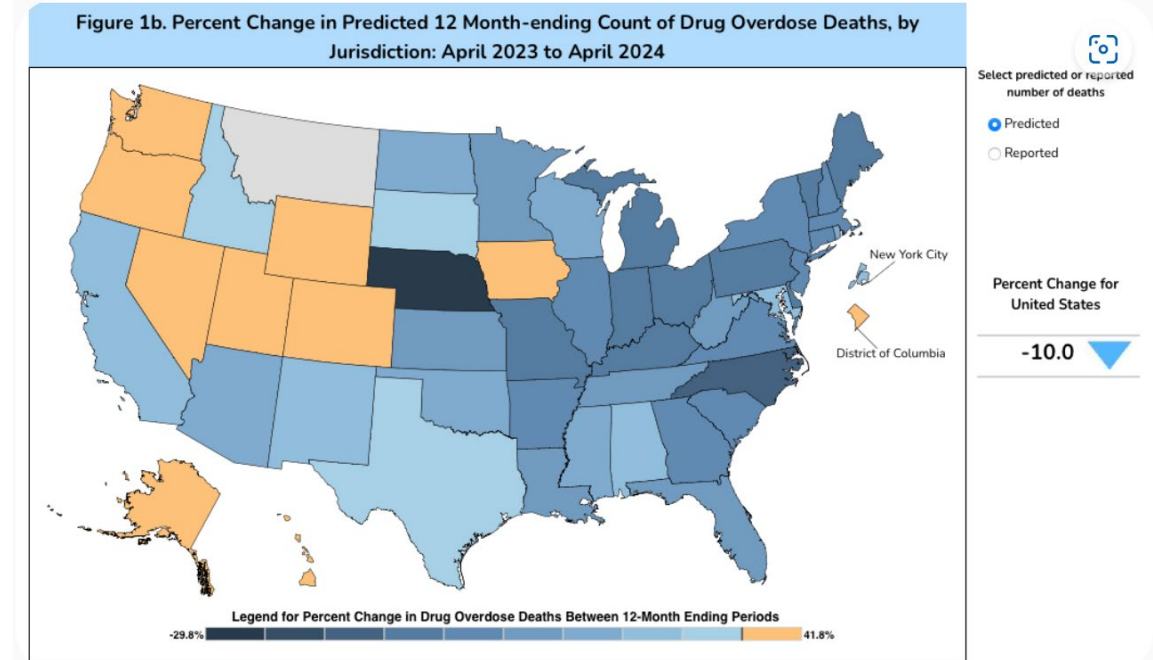 Figure 1b. Percent Change in Predicted 12 Month-ending Count of Drug Overdose Deaths, by
Jurisdiction: April 2023 to April 2024
Select predicted or reported
number of deaths
Predicted
Reported
New York City
District of Columbia
Percent Change for
United States
-10.0
Legend for Percent Change in Drug Overdose Deaths Between 12-Month Ending Periods
-29.8%
41.8%